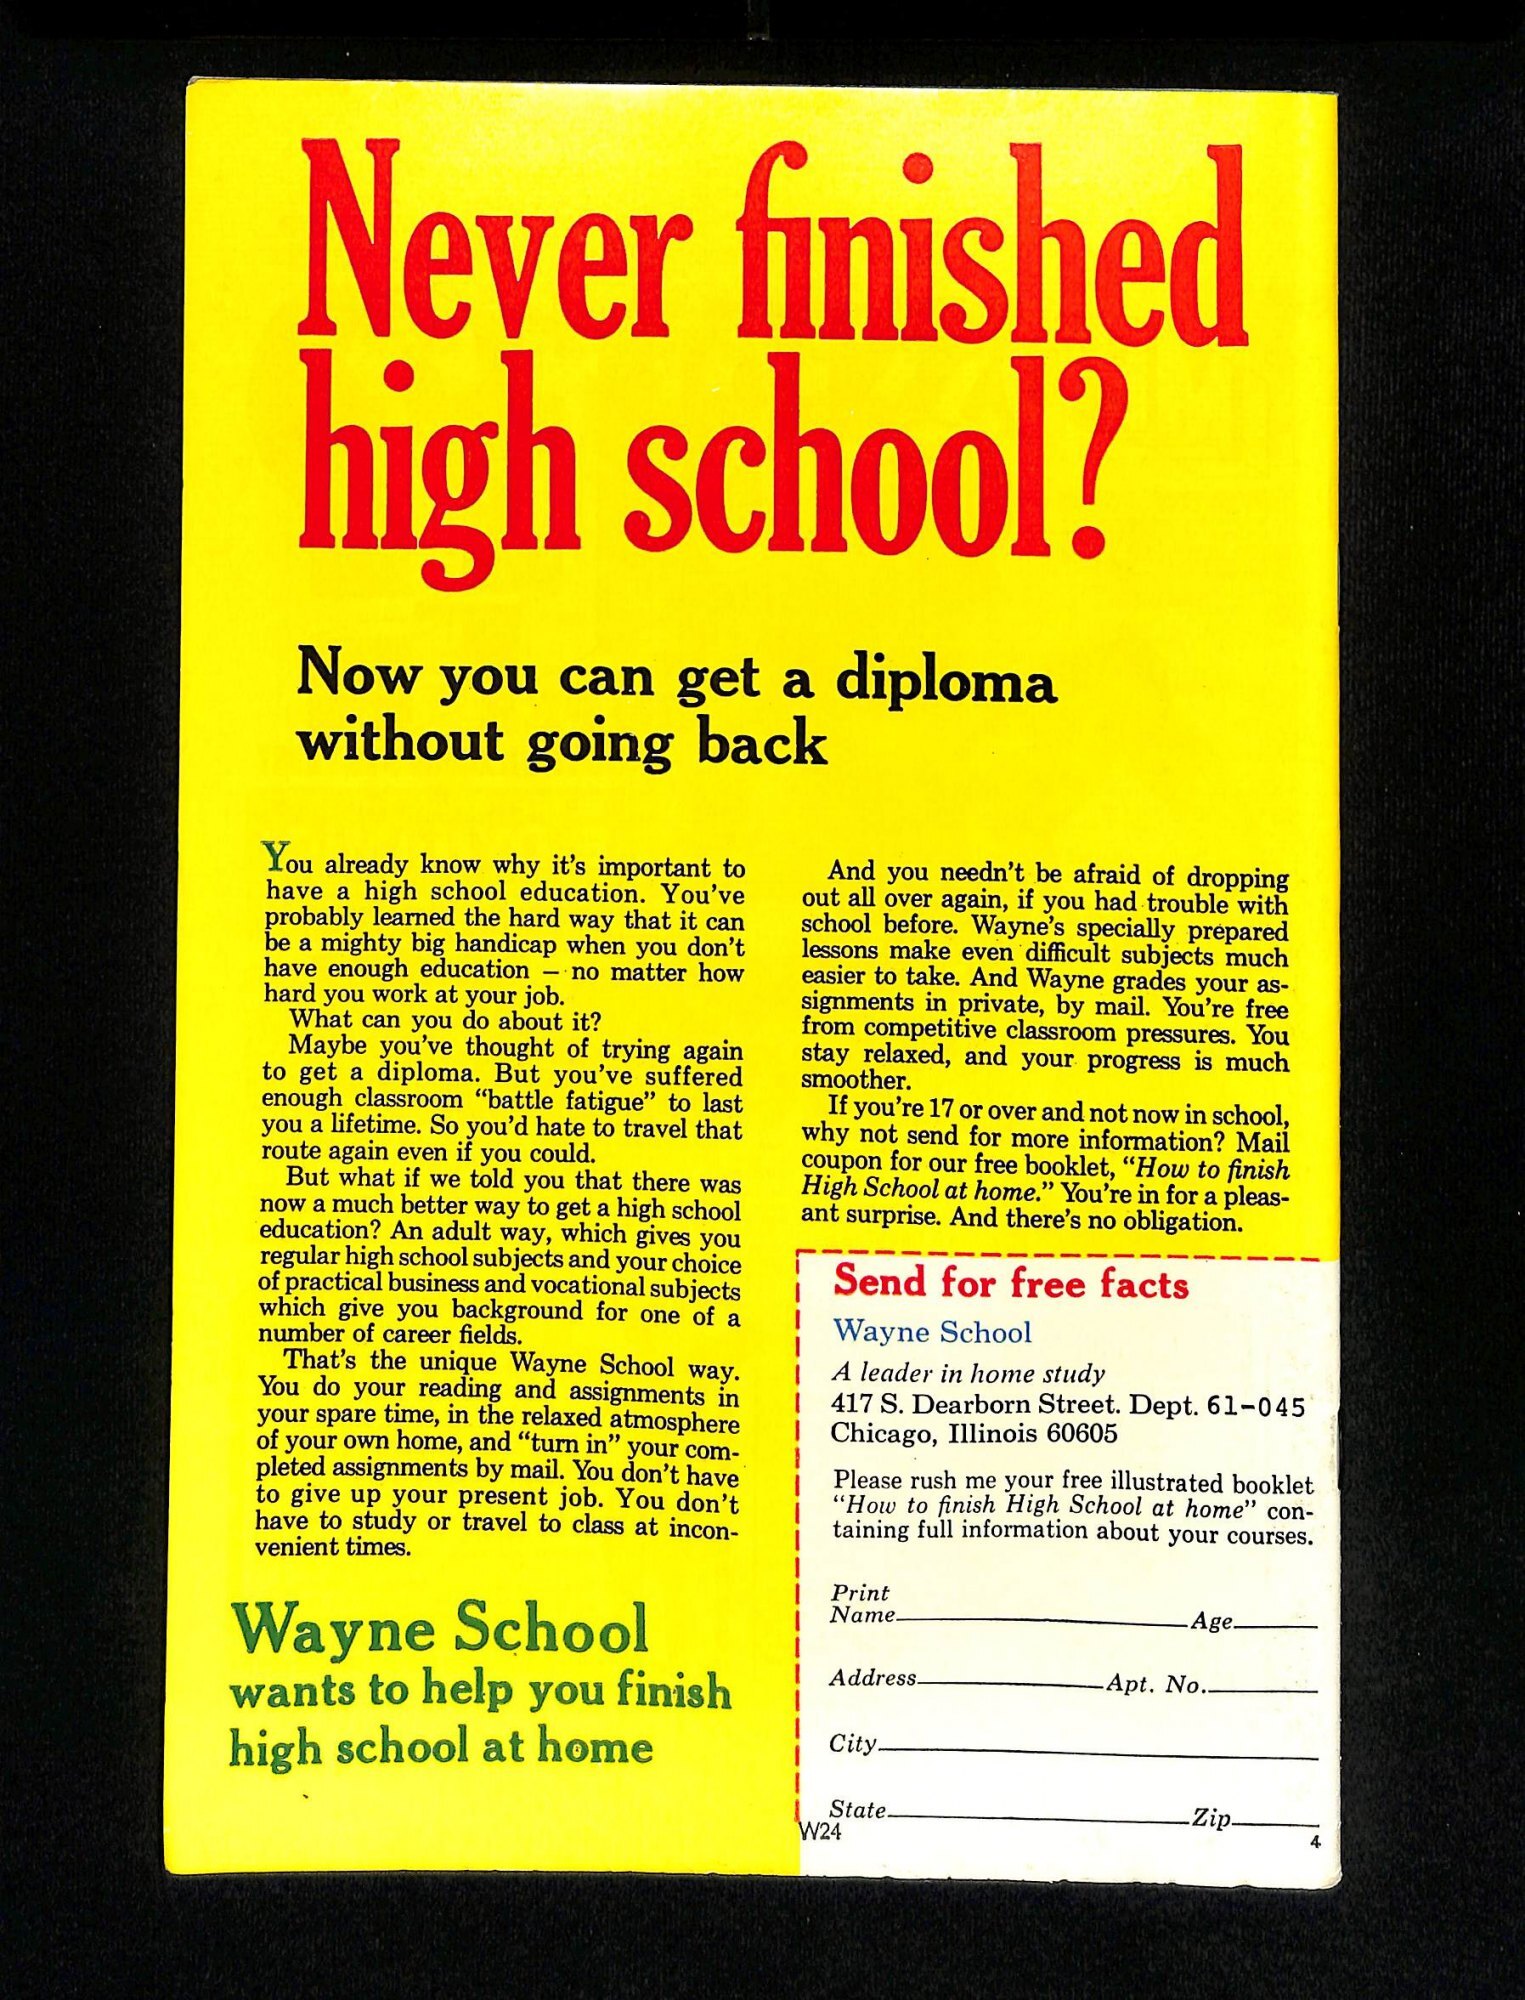 Never finished
high school?
Now you can get a diploma
without going back
You already know why it's important to
have a high school education. You've
probably learned the hard way that it can
be a mighty big handicap when you don't
have enough education — no matter how
hard you work at your job.
What can you do about it?
Maybe you've thought of trying again
to get a diploma. But you've suffered
enough classroom "battle fatigue" to last
you a lifetime. So you'd hate to travel that
route again even if you could.
But what if we told you that there was
now a much better way to get a high school
education? An adult way, which gives you
regular high school subjects and your choice
of practical business and vocational subjects
which give you background for one of a
number of career fields.
That's the unique Wayne School way.
You do your reading and assignments in
your spare time, in the relaxed atmosphere
of your own home, and "turn in" your com-
pleted assignments by mail. You don't have
to give up your present job. You don't
have to study or travel to class at incon-
venient times.
Wayne School
wants to help you finish
high school at home
And you needn't be afraid of dropping
out all over again, if you had trouble with
school before. Wayne's specially prepared
lessons make even difficult subjects much
easier to take. And Wayne grades your as-
signments in private, by mail. You're free
from competitive classroom pressures. You
stay relaxed, and your progress is much
smoother.
If you're 17 or over and not now in school,
why not send for more information? Mail
coupon for our free booklet, "How to finish
High School at home." You're in for a pleas-
ant surprise. And there's no obligation.
Send for free facts
Wayne School
A leader in home study
417 S. Dearborn Street. Dept. 61-045
Chicago, Illinois 60605
Please rush me your free illustrated booklet
"How to finish High School at home" con-
taining full information about your courses.
Print
Name Age
Address Apt. No.
City
State Zip
W24 4